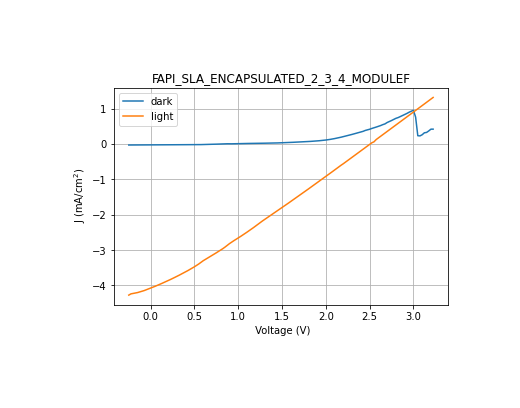 FAPI_SLA_ENCAPSULATED_2_3_4_MODULEF
dark
light
J (mA/cm²)
1
0
−1
−2
−3
−4
0.0 0.5 1.0 1.5 2.0 2.5 3.0
Voltage (V)